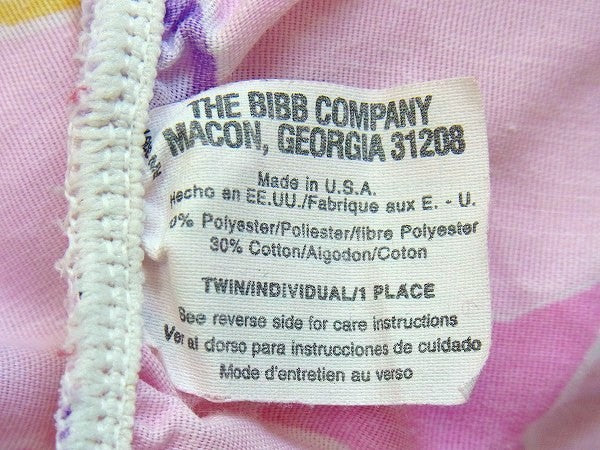 THE BIBB COMPANY
MACON, GEORGIA 31208
Made in U.S.A.
Hecho en EE.UU./Fabrique aux E. - U.
0% Polyester/Poliester/fibre Polyester
30% Cotton/Algodon/Coton
TWIN/INDIVIDUAL/1 PLACE
See reverse side for care instructions
Ver al dorso para instrucciones de cuidado
Mode d'entretien au verso